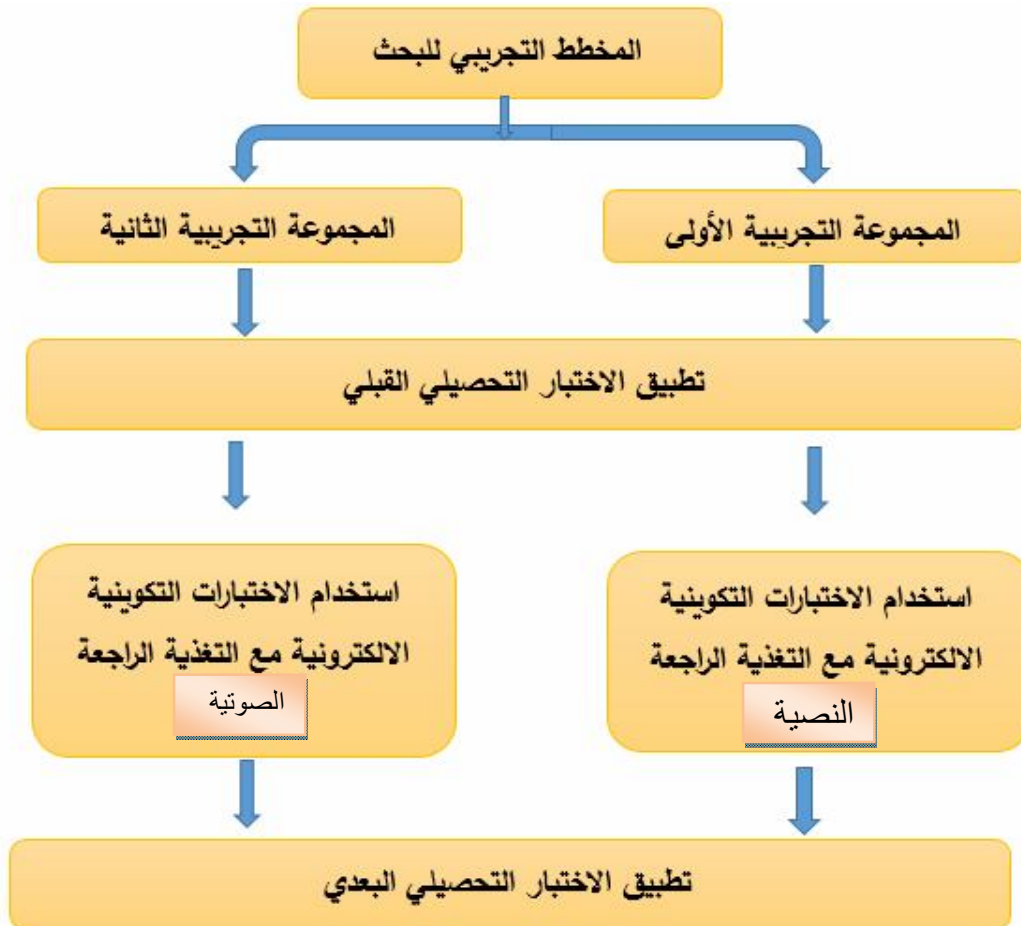 المخطط التجريبي للبحث
المجموعة التجريبية الأولى
المجموعة التجريبية الثانية
تطبيق الاختبار التحصيلي القبلي
استخدام الاختبارات التكوينية
الالكترونية مع التغذية الراجعة
النصية
استخدام الاختبارات التكوينية
الالكترونية مع التغذية الراجعة
الصوتية
تطبيق الاختبار التحصيلي البعدي